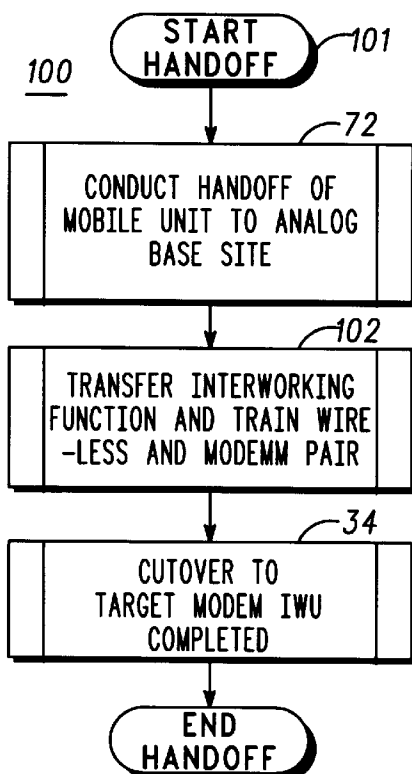 START
HANDOFF
101
100
72
CONDUCT HANDOFF OF
MOBILE UNIT TO ANALOG
BASE SITE
102
TRANSFER INTERWORKING
FUNCTION AND TRAIN WIRE
-LESS AND MODEMM PAIR
34
CUTOVER TO
TARGET MODEM IWU
COMPLETED
END
HANDOFF